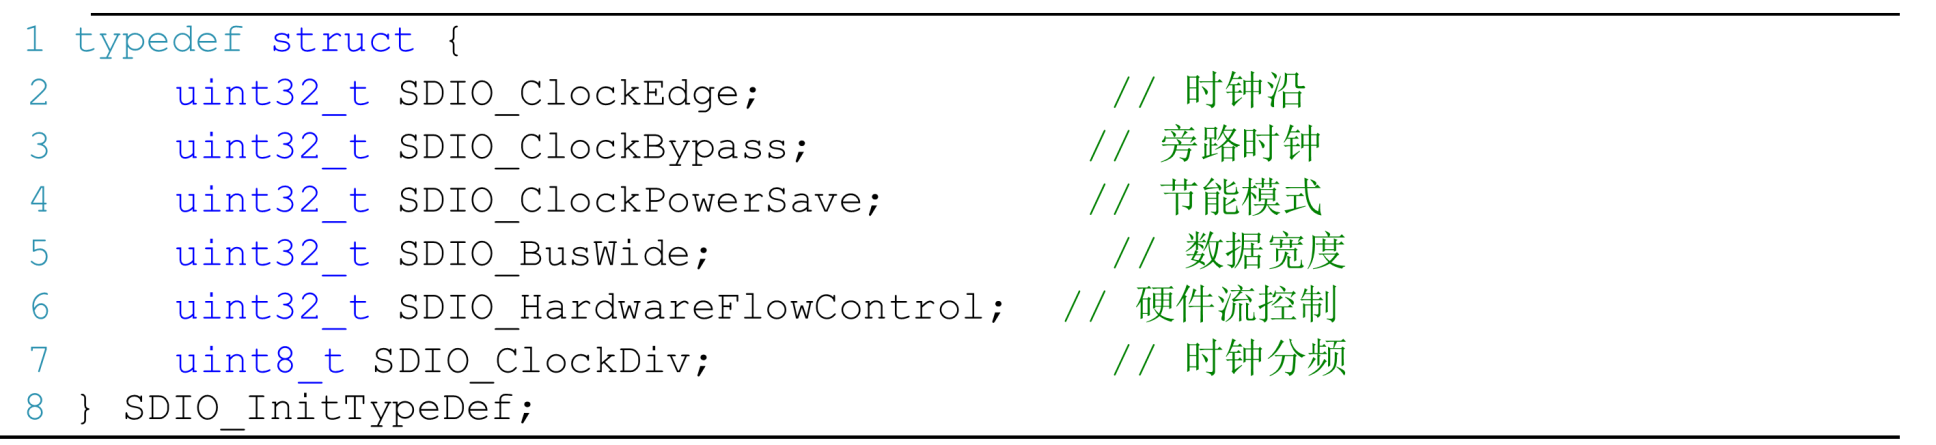 1 typedef struct {
2 uint32_t SDIO_ClockEdge; // 时钟沿
3 uint32_t SDIO_ClockBypass; // 旁路时钟
4 uint32_t SDIO_ClockPowerSave; // 节能模式
5 uint32_t SDIO_BusWide; // 数据宽度
6 uint32_t SDIO_HardwareFlowControl; // 硬件流控制
7 uint8_t SDIO_ClockDiv; // 时钟分频
8 } SDIO_InitTypeDef;